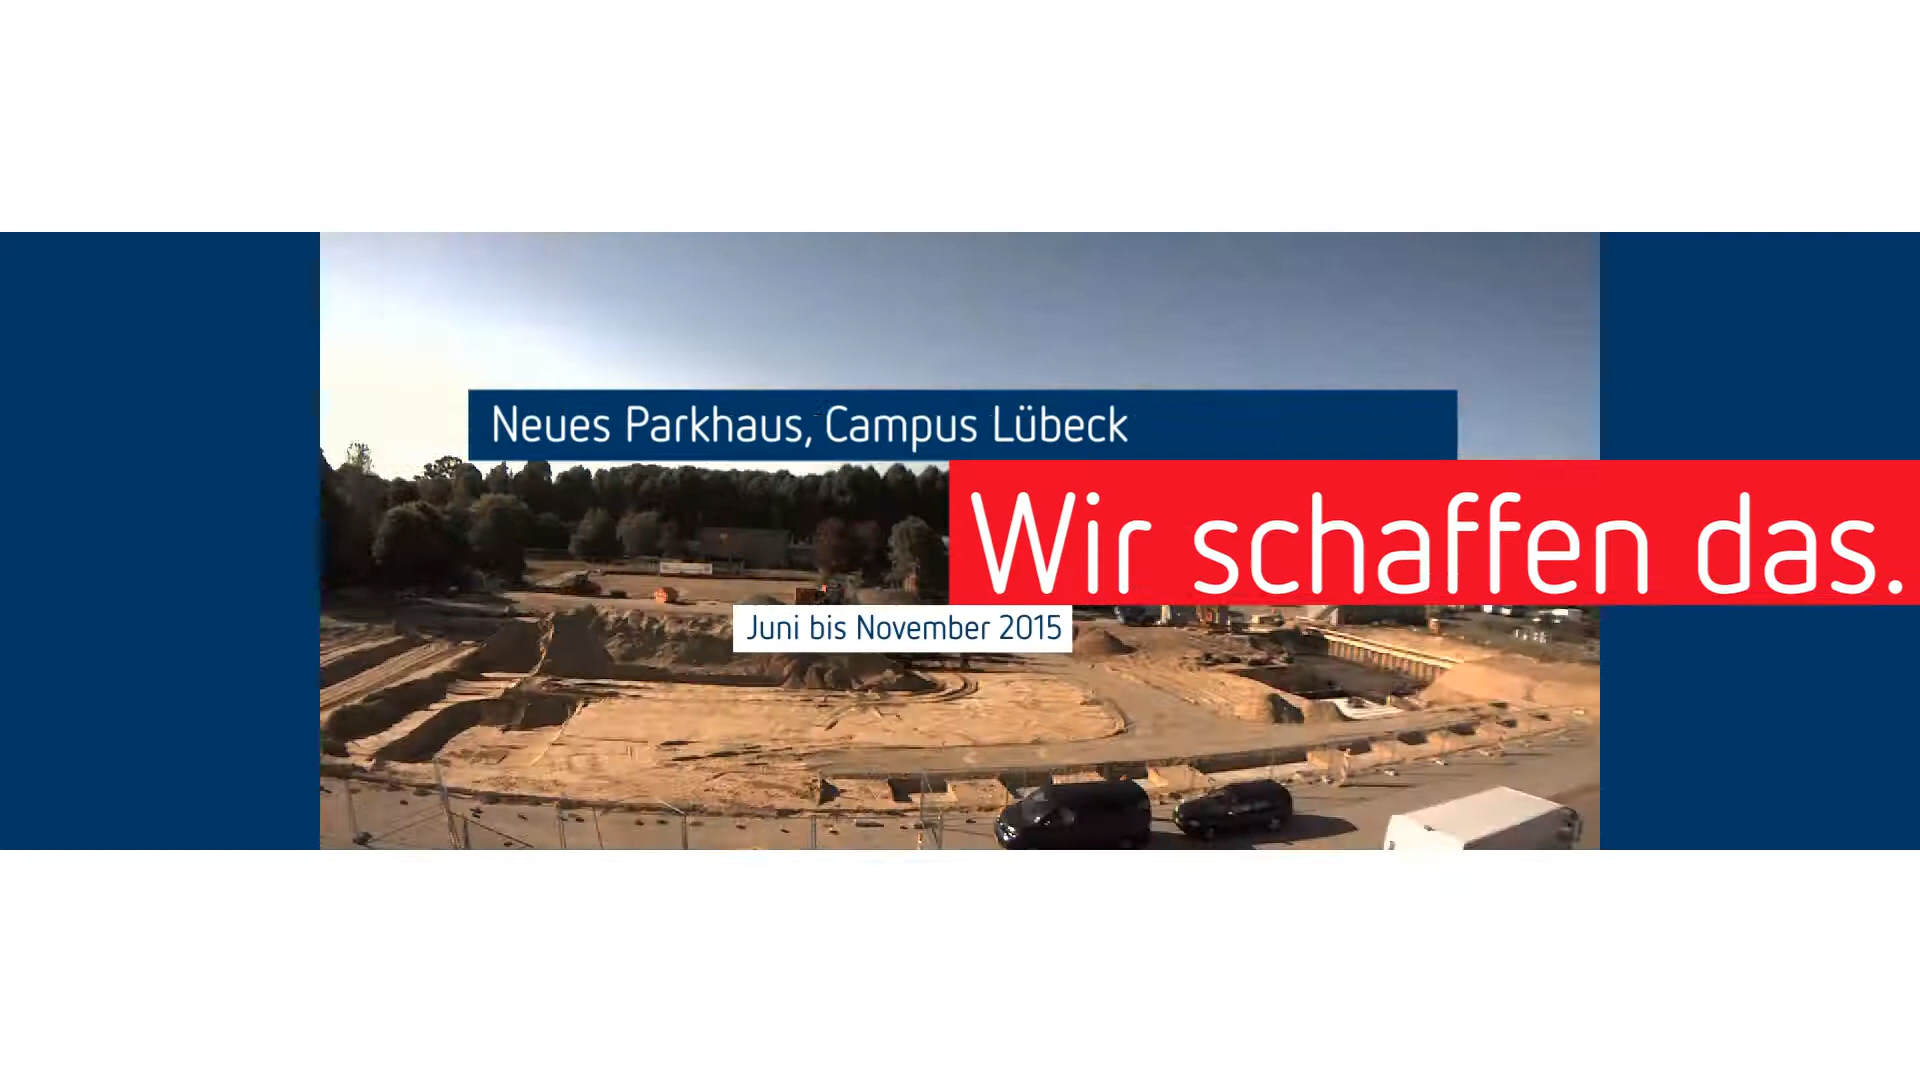 Neues Parkhaus, Campus Lübeck
Wir schaffen das.
Juni bis November 2015